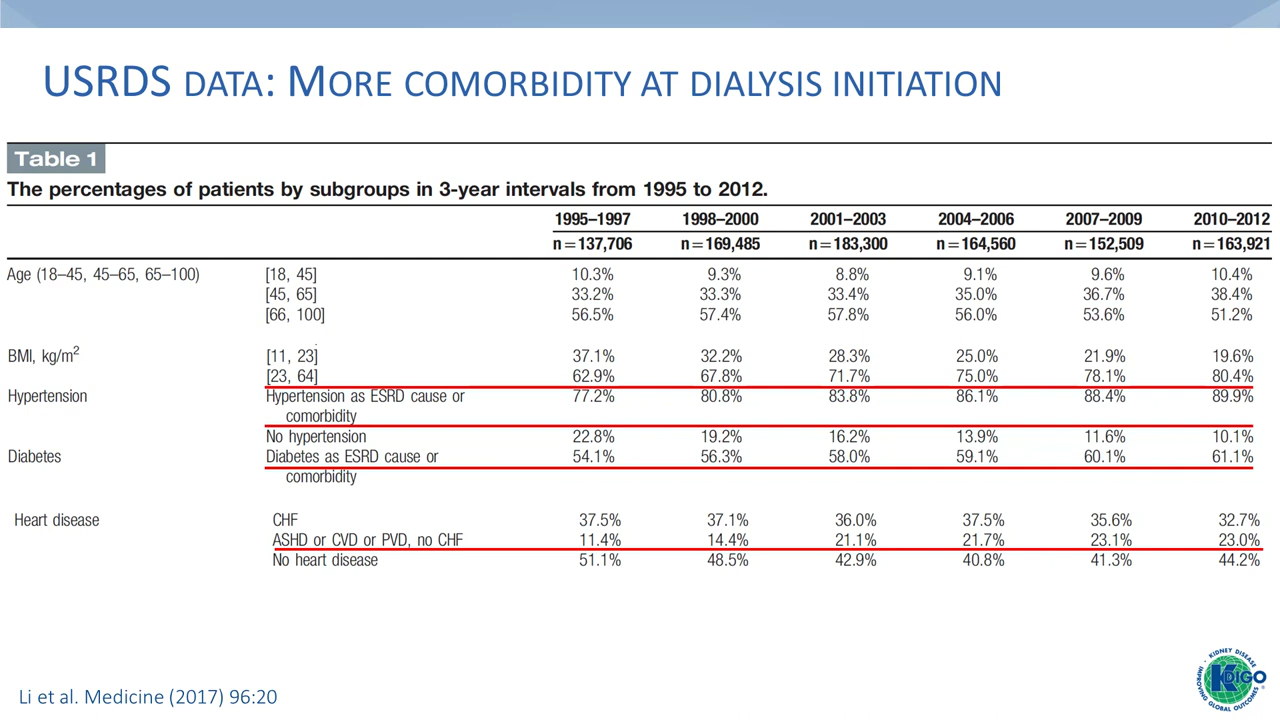 USRDS DATA: MORE COMORBIDITY AT DIALYSIS INITIATION
Table 1
The percentages of patients by subgroups in 3-year intervals from 1995 to 2012.
1995–1997 1998–2000 2001–2003 2004–2006 2007–2009 2010–2012
n=137,706 n=169,485 n=183,300 n=164,560 n=152,509 n=163,921
Age (18–45, 45–65, 65–100) [18, 45] 10.3% 9.3% 8.8% 9.1% 9.6% 10.4%
[45, 65] 33.2% 33.3% 33.4% 35.0% 36.7% 38.4%
[66, 100] 56.5% 57.4% 57.8% 56.0% 53.6% 51.2%
BMI, kg/m² [11, 23] 37.1% 32.2% 28.3% 25.0% 21.9% 19.6%
[23, 64] 62.9% 67.8% 71.7% 75.0% 78.1% 80.4%
Hypertension Hypertension as ESRD cause or 77.2% 80.8% 83.8% 86.1% 88.4% 89.9%
comorbidity
No hypertension 22.8% 19.2% 16.2% 13.9% 11.6% 10.1%
Diabetes Diabetes as ESRD cause or 54.1% 56.3% 58.0% 59.1% 60.1% 61.1%
comorbidity
Heart disease CHF 37.5% 37.1% 36.0% 37.5% 35.6% 32.7%
ASHD or CVD or PVD, no CHF 11.4% 14.4% 21.1% 21.7% 23.1% 23.0%
No heart disease 51.1% 48.5% 42.9% 40.8% 41.3% 44.2%
Li et al. Medicine (2017) 96:20
KIDNEY DISEASE
KDIGO ®
IMPROVING GLOBAL OUTCOMES